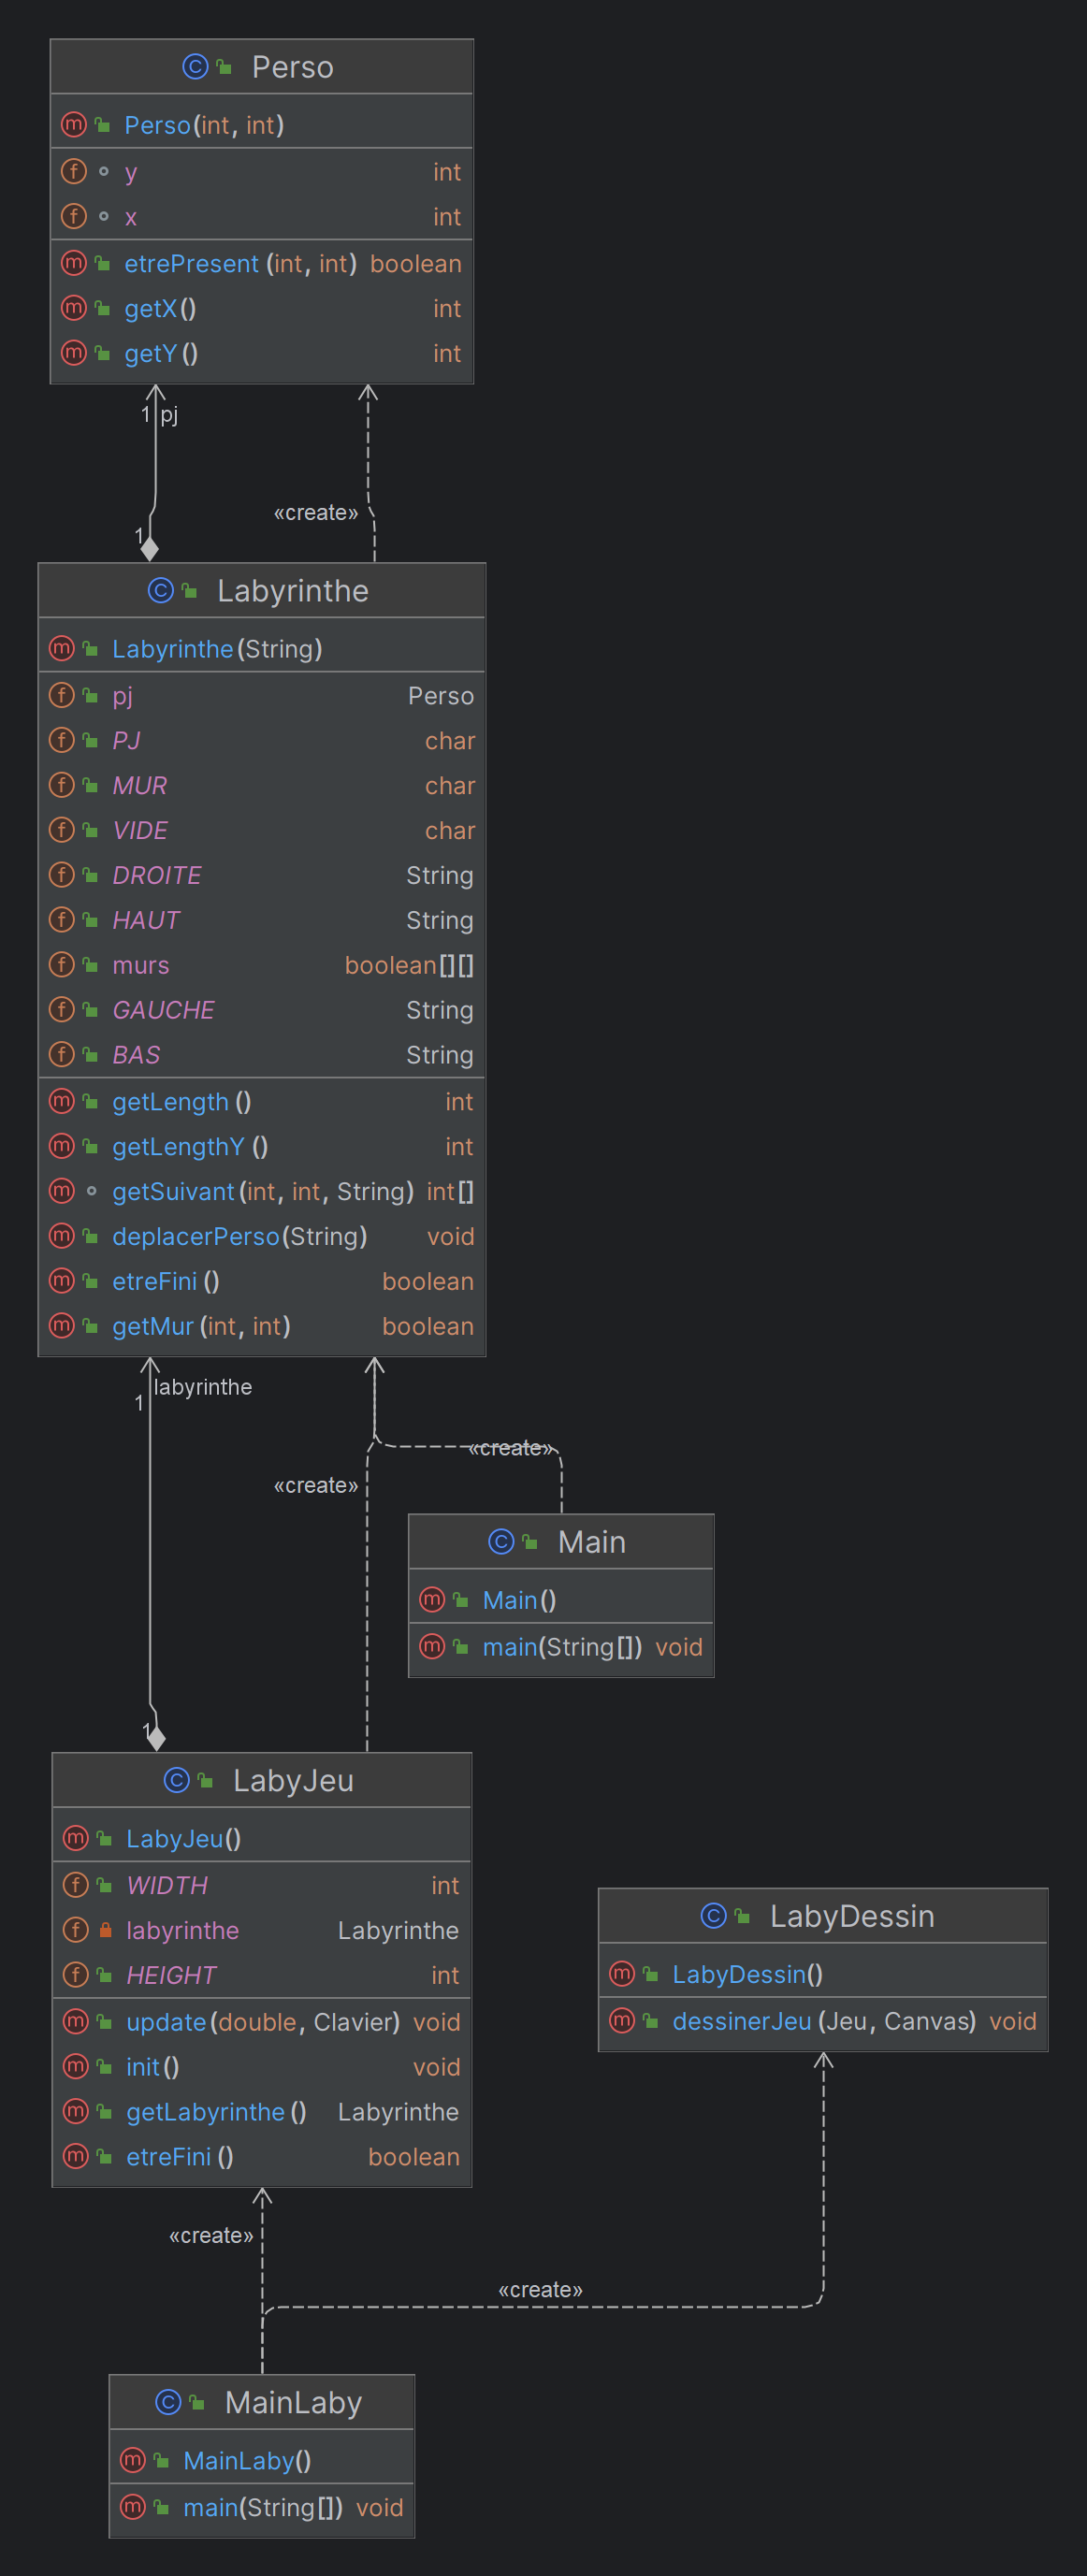 Perso
Perso(int, int)
y int
x int
etrePresent(int, int) boolean
getX() int
getY() int
1 pj
«create»
1
Labyrinthe
Labyrinthe(String)
pj Perso
PJ char
MUR char
VIDE char
DROITE String
HAUT String
murs boolean[][]
GAUCHE String
BAS String
getLength() int
getLengthY() int
getSuivant(int, int, String) int[]
deplacerPerso(String) void
etreFini() boolean
getMur(int, int) boolean
1 labyrinthe
«create»
«create»
Main
Main()
main(String[]) void
1
LabyJeu
LabyJeu()
WIDTH int
labyrinthe Labyrinthe
HEIGHT int
update(double, Clavier) void
init() void
getLabyrinthe() Labyrinthe
etreFini() boolean
LabyDessin
LabyDessin()
dessinerJeu(Jeu, Canvas) void
«create»
«create»
MainLaby
MainLaby()
main(String[]) void